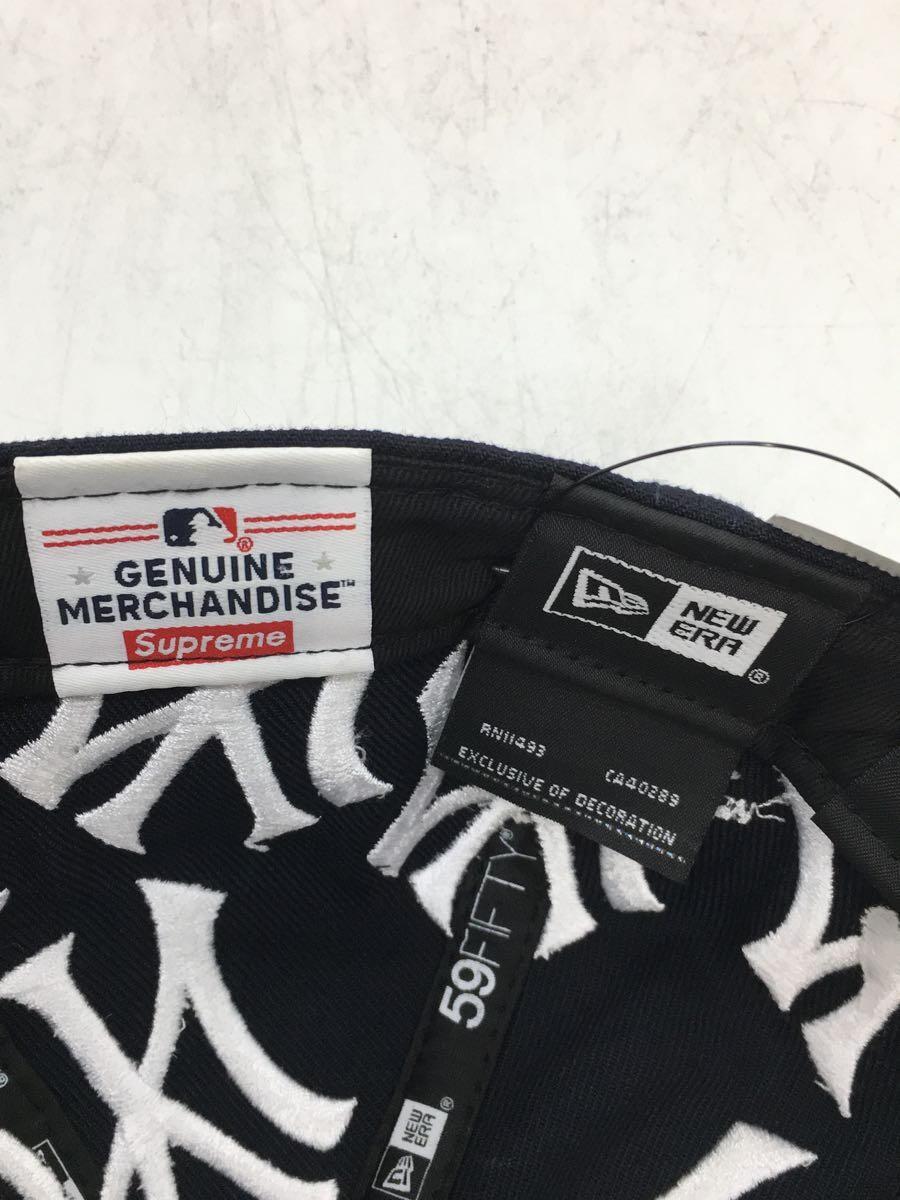 GENUINE
MERCHANDISE™
Supreme
NEW
ERA®
RN11493 CA40289
EXCLUSIVE OF DECORATION
59FIFTY®
NEW
ERA®